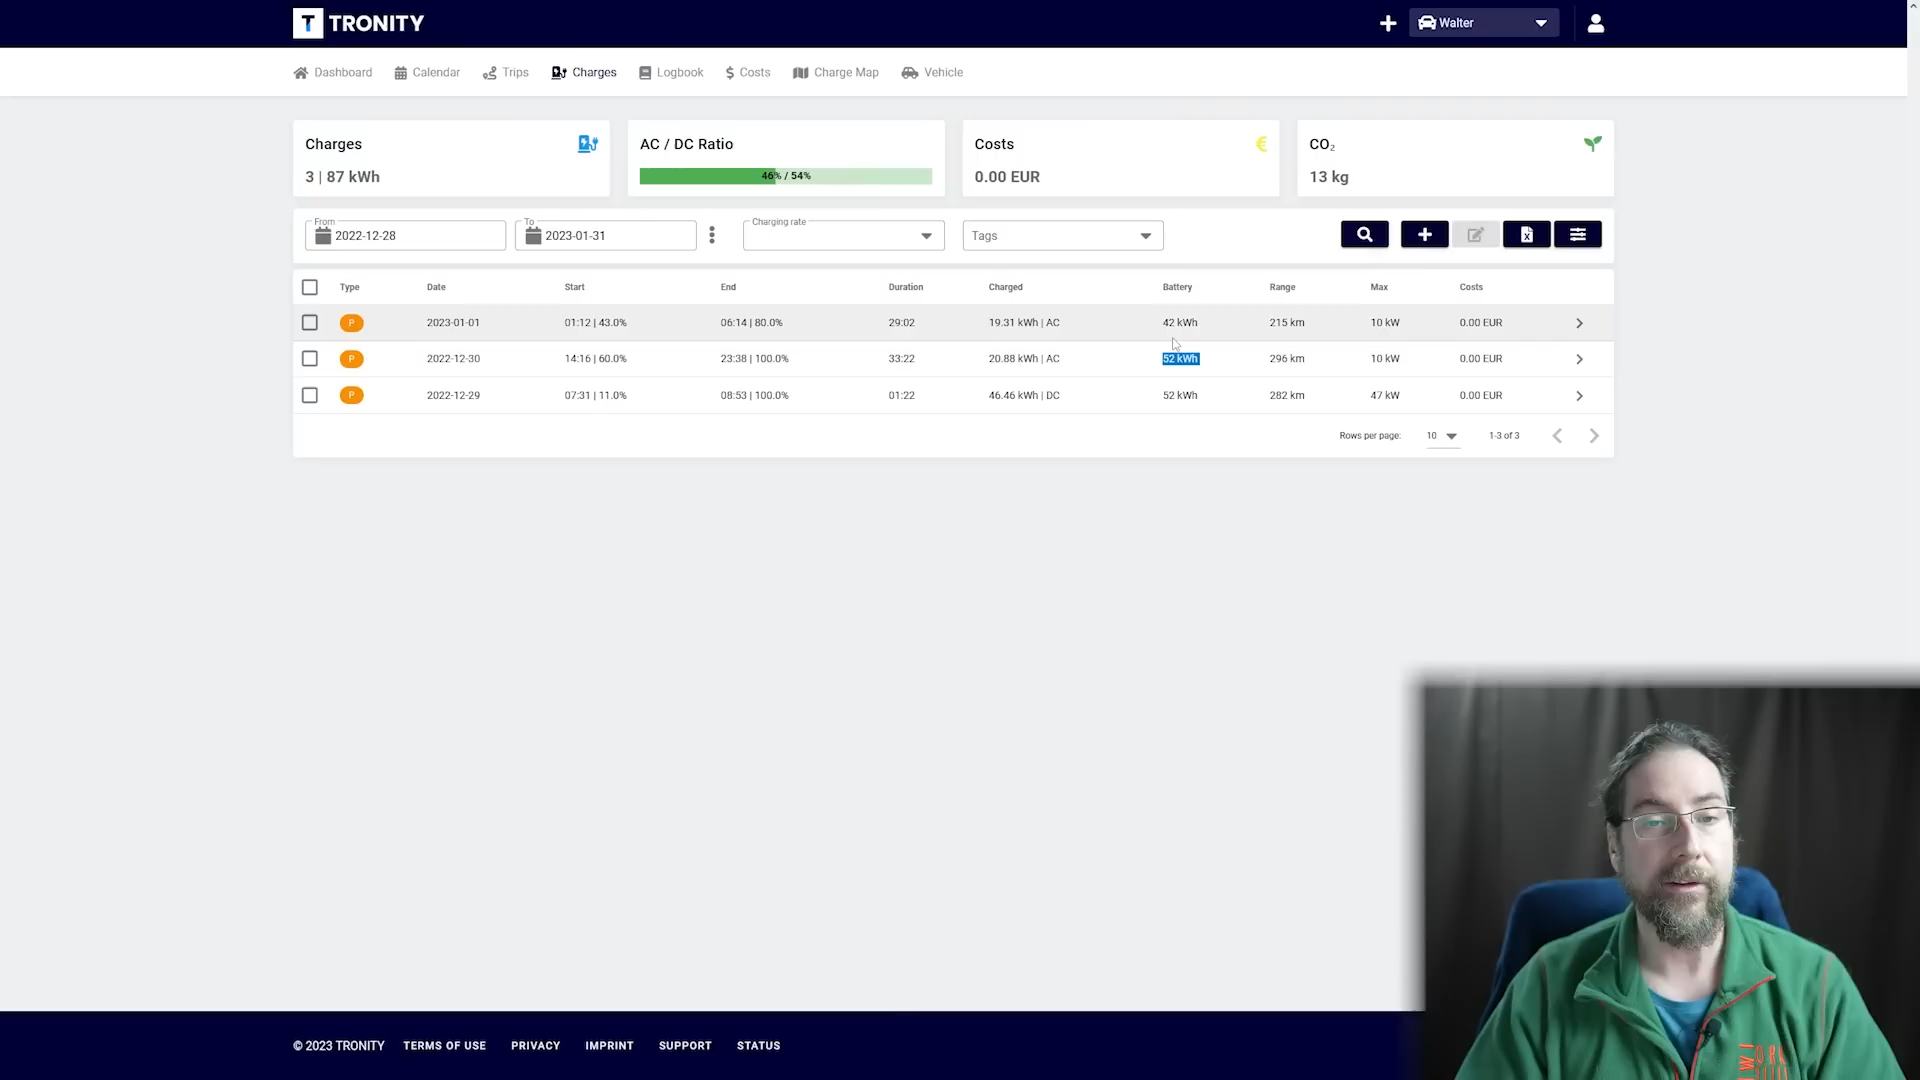 T TRONITY
Walter
Dashboard Calendar Trips Charges Logbook $ Costs Charge Map Vehicle
Charges
3 | 87 kWh
AC / DC Ratio
46% / 54%
Costs €
0.00 EUR
CO₂
13 kg
From
2022-12-28
To
2023-01-31
Charging rate
Tags
Type Date Start End Duration Charged Battery Range Max Costs
P 2023-01-01 01:12 | 43.0% 06:14 | 80.0% 29:02 19.31 kWh | AC 42 kWh 215 km 10 kW 0.00 EUR
P 2022-12-30 14:16 | 60.0% 23:38 | 100.0% 33:22 20.88 kWh | AC 52 kWh 296 km 10 kW 0.00 EUR
P 2022-12-29 07:31 | 11.0% 08:53 | 100.0% 01:22 46.46 kWh | DC 52 kWh 282 km 47 kW 0.00 EUR
Rows per page: 10 1-3 of 3
© 2023 TRONITY TERMS OF USE PRIVACY IMPRINT SUPPORT STATUS